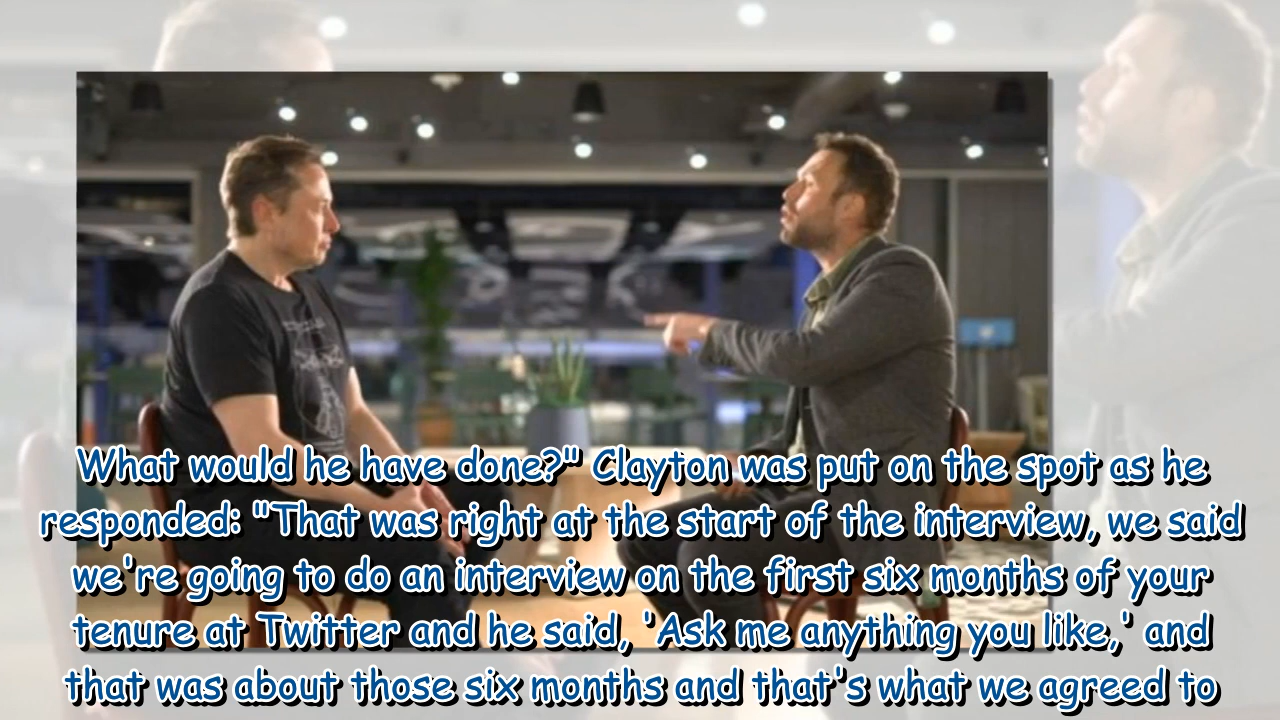 What would he have done?" Clayton was put on the spot as he
responded: "That was right at the start of the interview, we said
we're going to do an interview on the first six months of your
tenure at Twitter and he said, 'Ask me anything you like,' and
that was about those six months and that's what we agreed to